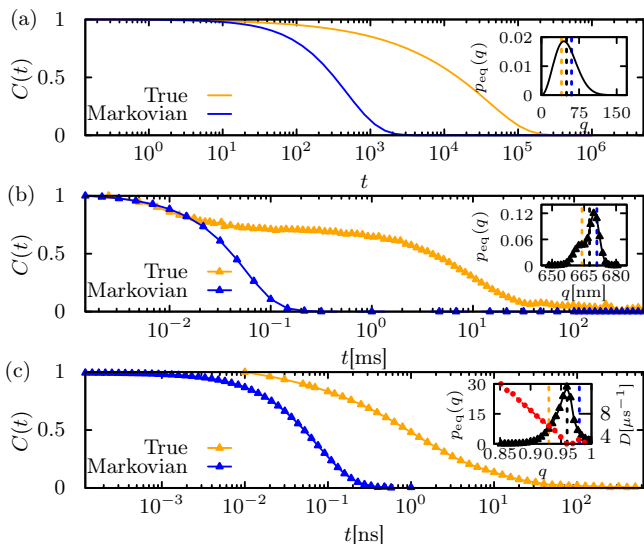 (a)
C(t)
1
0.5
0
True
Markovian
10^0 10^1 10^2 10^3 10^4 10^5 10^6
t
p_eq(q)
0.02
0.01
0
0 75 150
q
(b)
C(t)
1
0.5
0
True
Markovian
10^−2 10^−1 10^0 10^1 10^2
t[ms]
p_eq(q)
0.12
0.06
0
650 665 680
q[nm]
(c)
C(t)
1
0.5
0
True
Markovian
10^−3 10^−2 10^−1 10^0 10^1 10^2
t[ns]
p_eq(q)
30
15
0
0.85 0.9 0.95 1
q
8
4
D[μs^−1]